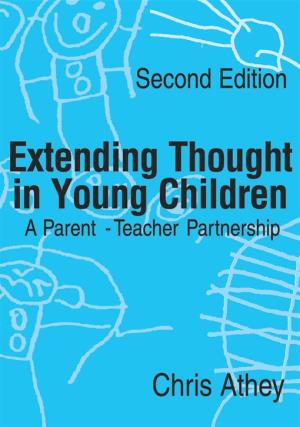 Second Edition
Extending Thought
in Young Children
A Parent - Teacher Partnership
Chris Athey